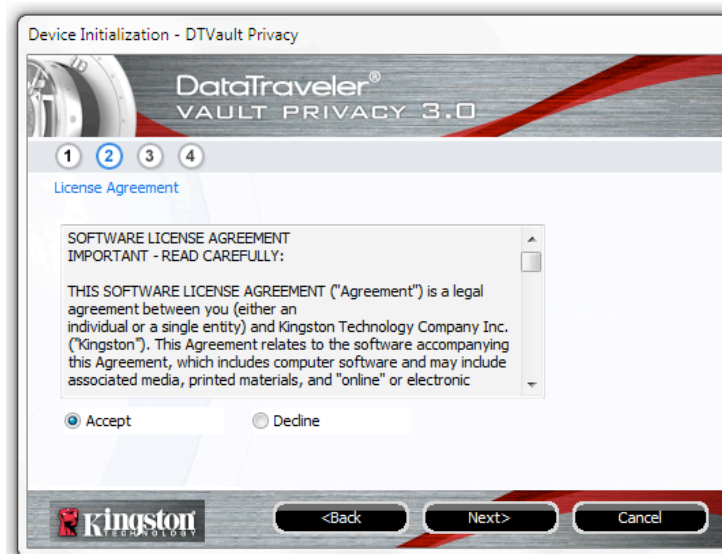 Device Initialization - DTVault Privacy
DataTraveler®
VAULT PRIVACY 3.0
1 2 3 4
License Agreement
SOFTWARE LICENSE AGREEMENT
IMPORTANT - READ CAREFULLY:
THIS SOFTWARE LICENSE AGREEMENT ("Agreement") is a legal
agreement between you (either an
individual or a single entity) and Kingston Technology Company Inc.
("Kingston"). This Agreement relates to the software accompanying
this Agreement, which includes computer software and may include
associated media, printed materials, and "online" or electronic
Accept Decline
Kingston
TECHNOLOGY
<Back Next> Cancel